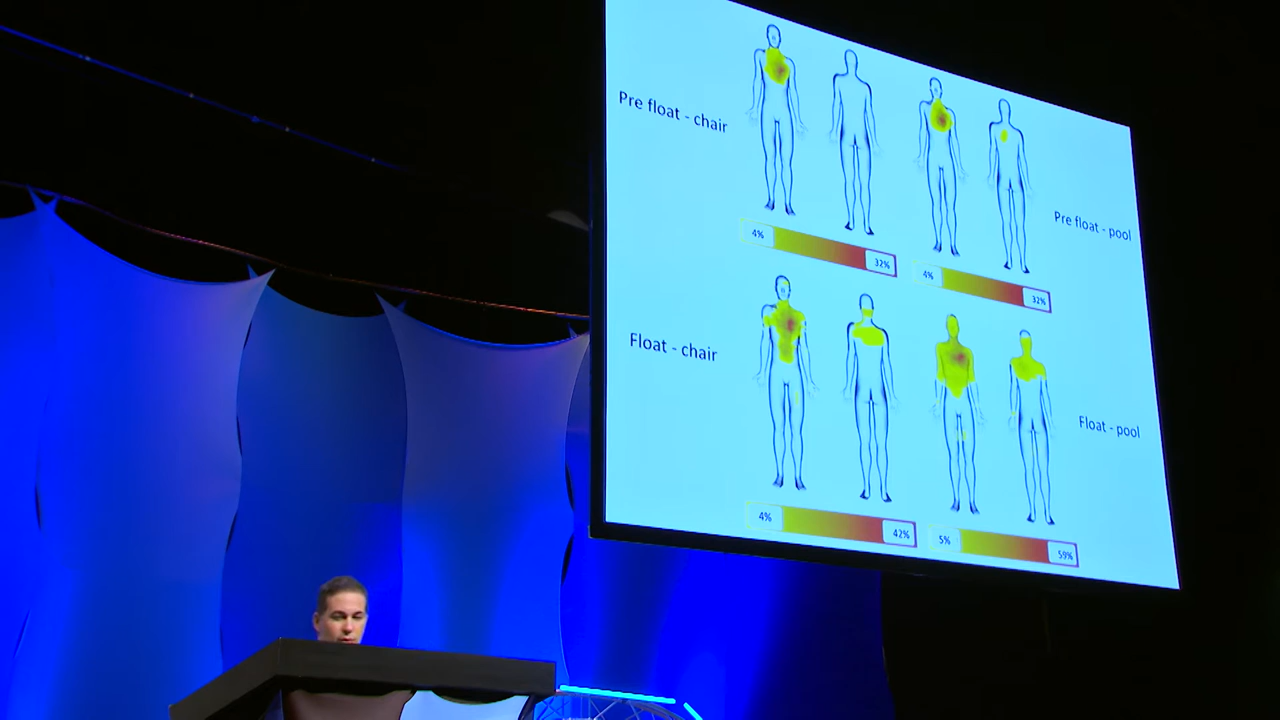 Pre float - chair
Pre float - pool
4% 32%
4% 32%
Float - chair
Float - pool
4% 42%
5% 59%